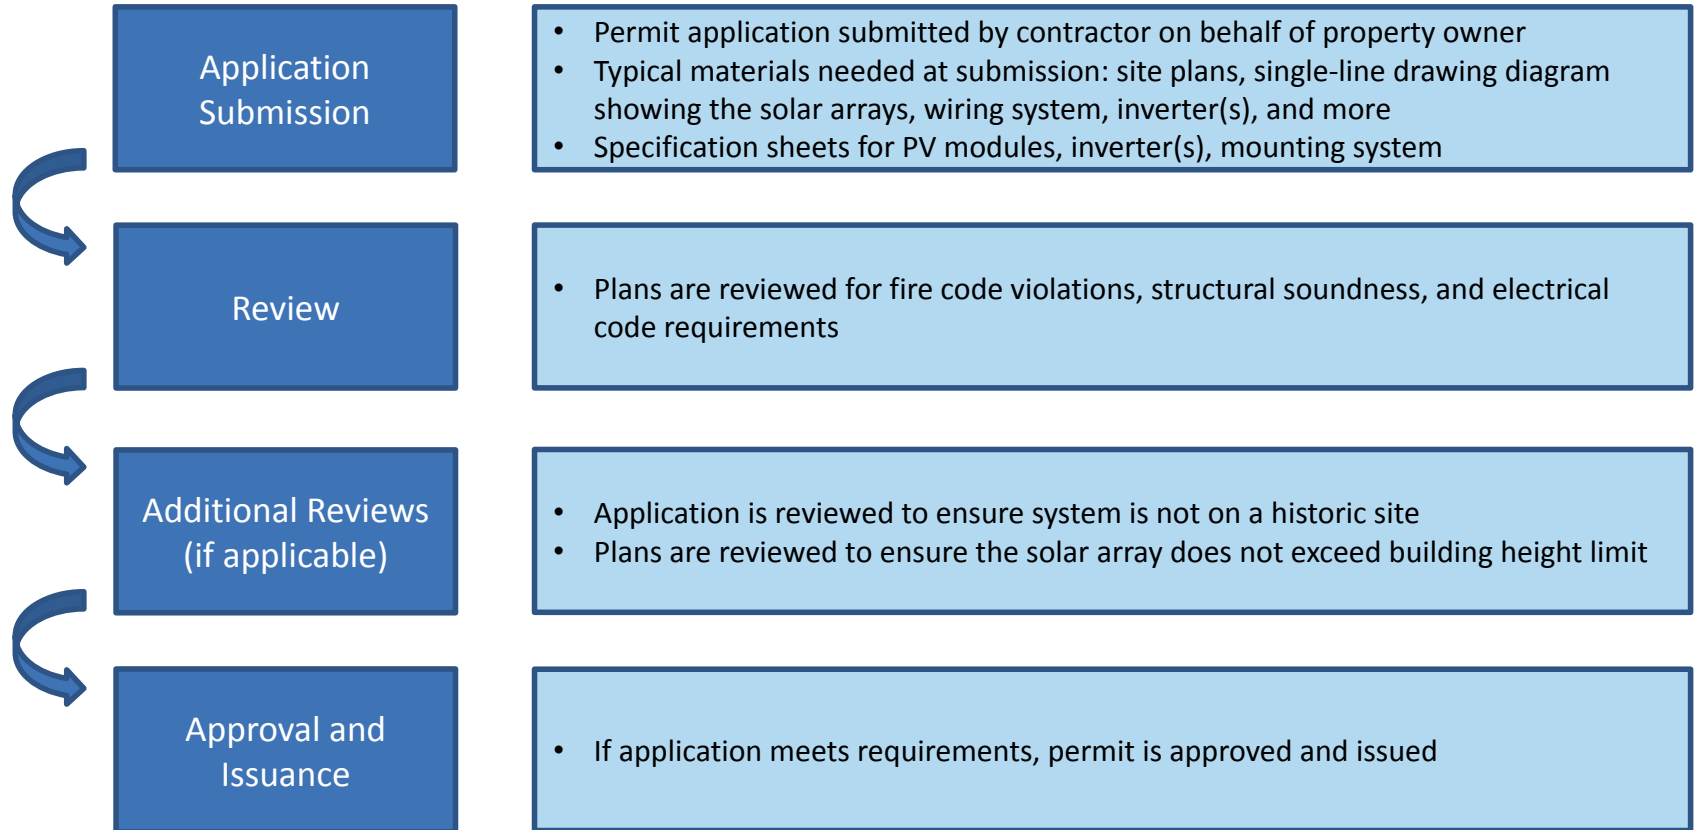 Application
Submission
• Permit application submitted by contractor on behalf of property owner
• Typical materials needed at submission: site plans, single-line drawing diagram
showing the solar arrays, wiring system, inverter(s), and more
• Specification sheets for PV modules, inverter(s), mounting system
Review
• Plans are reviewed for fire code violations, structural soundness, and electrical
code requirements
Additional Reviews
(if applicable)
• Application is reviewed to ensure system is not on a historic site
• Plans are reviewed to ensure the solar array does not exceed building height limit
Approval and
Issuance
• If application meets requirements, permit is approved and issued